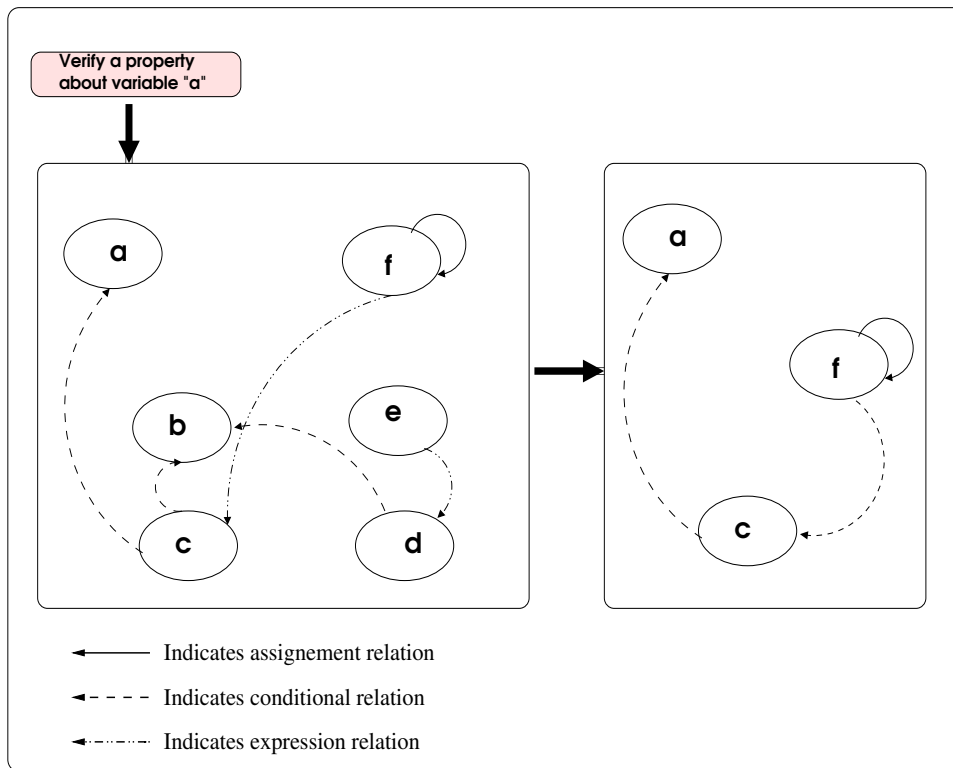 Verify a property
about variable "a"
a
f
b
e
c
d
a
f
c
Indicates assignement relation
Indicates conditional relation
Indicates expression relation